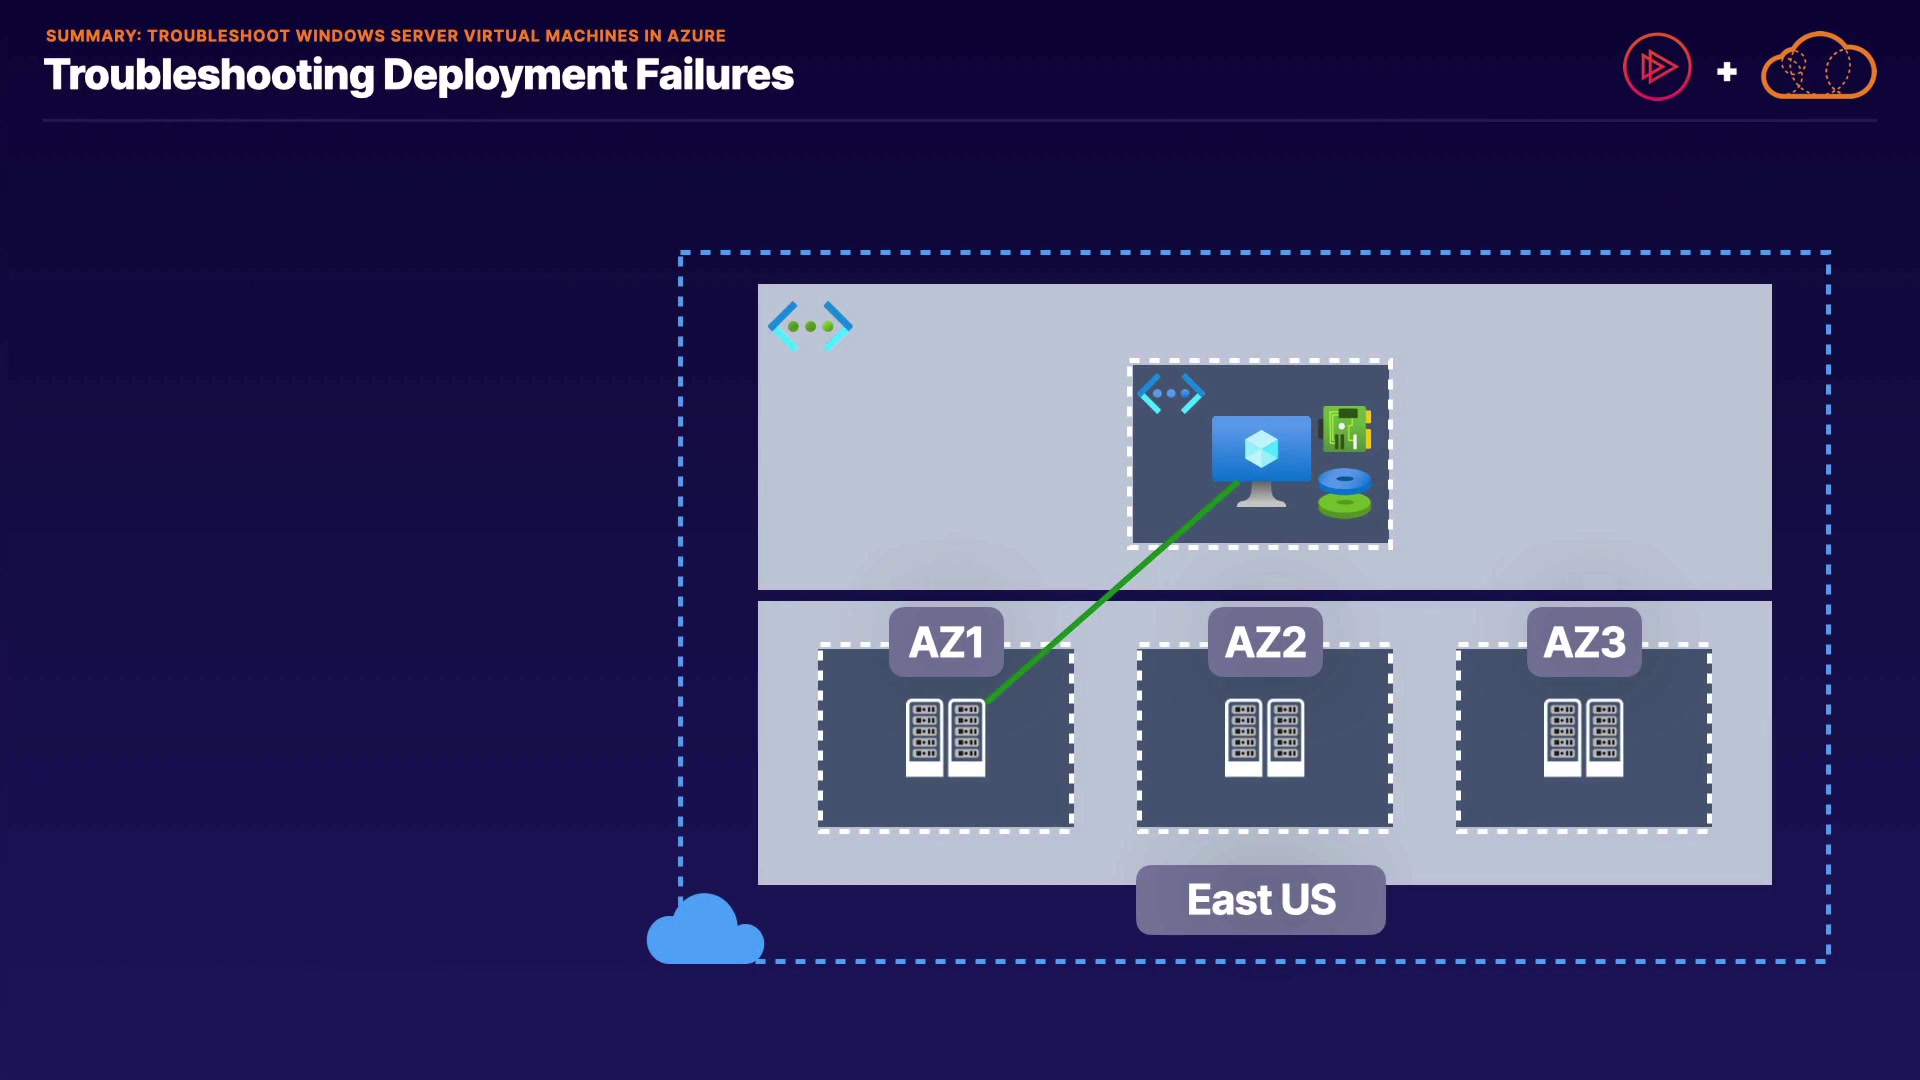 SUMMARY: TROUBLESHOOT WINDOWS SERVER VIRTUAL MACHINES IN AZURE
Troubleshooting Deployment Failures
AZ1
AZ2
AZ3
East US